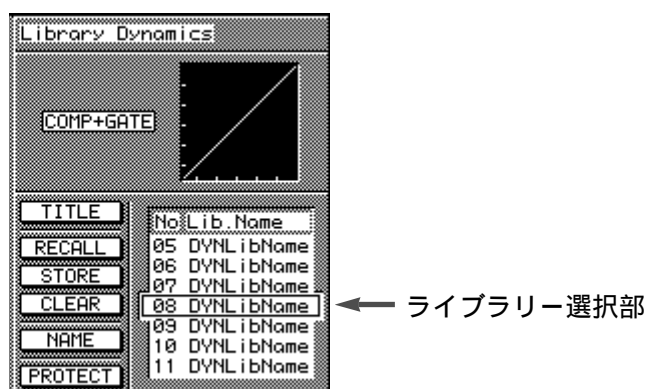 Library Dynamics
COMP+GATE
TITLE
RECALL
STORE
CLEAR
NAME
PROTECT
No Lib.Name
05 DYNLibName
06 DYNLibName
07 DYNLibName
08 DYNLibName
09 DYNLibName
10 DYNLibName
11 DYNLibName
ライブラリー選択部